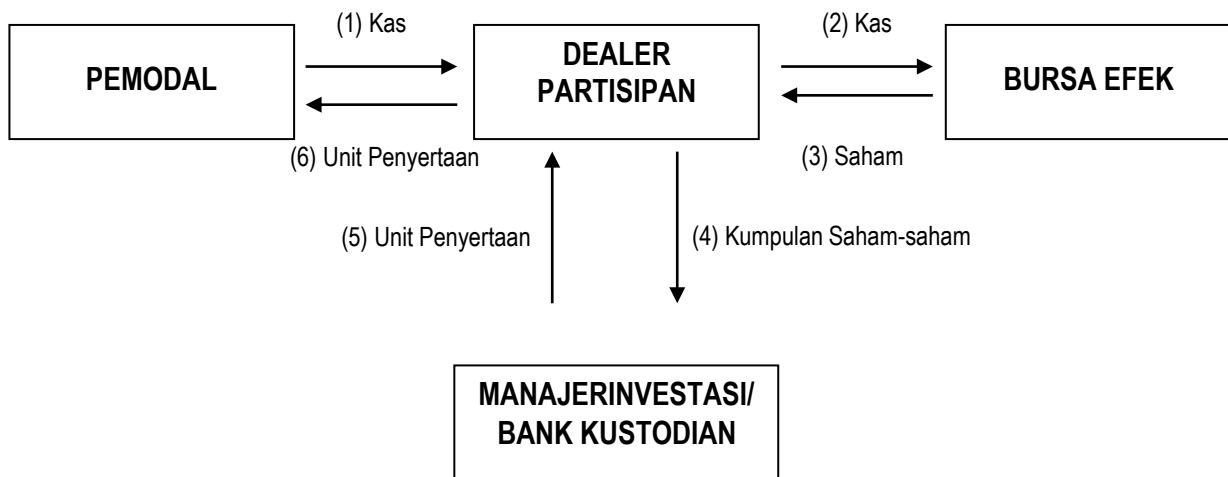 (1) Kas
(2) Kas
PEMODAL
DEALER
PARTISIPAN
BURSA EFEK
(6) Unit Penyertaan
(3) Saham
(5) Unit Penyertaan
(4) Kumpulan Saham-saham
MANAJERINVESTASI/
BANK KUSTODIAN